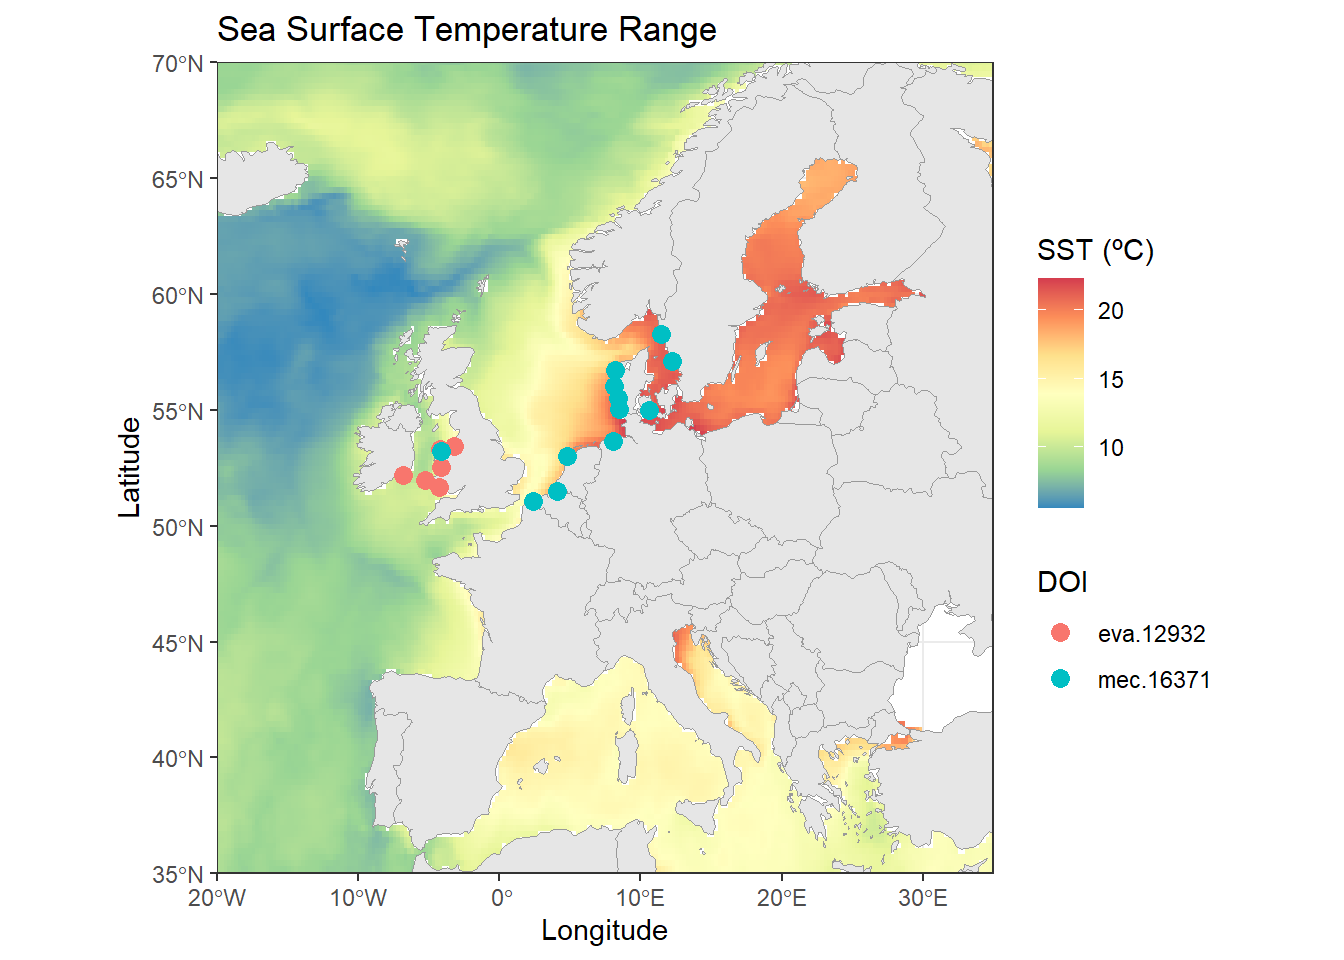 Sea Surface Temperature Range
70°N
65°N
60°N
55°N
50°N
45°N
40°N
35°N
20°W
10°W
0°
10°E
20°E
30°E
Longitude
Latitude
SST (ºC)
20
15
10
DOI
eva.12932
mec.16371